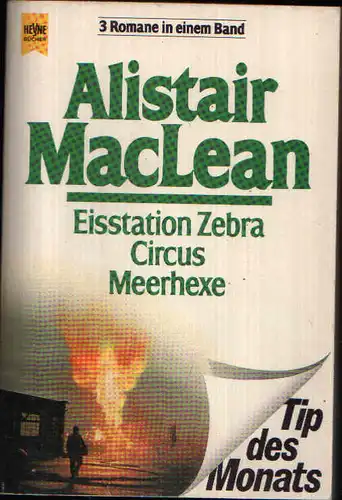 HEYNE
BÜCHER
3 Romane in einem Band
Alistair
MacLean
Eisstation Zebra
Circus
Meerhexe
Tip
des
Monats